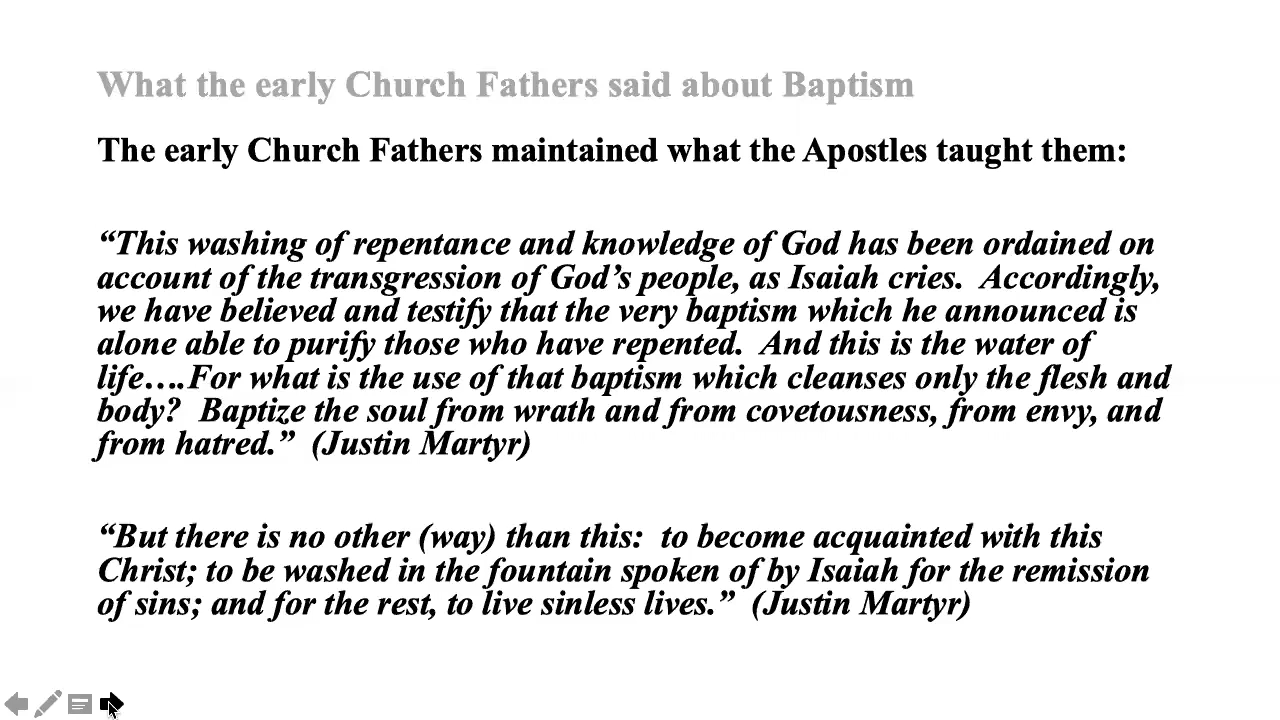 What the early Church Fathers said about Baptism
The early Church Fathers maintained what the Apostles taught them:
“This washing of repentance and knowledge of God has been ordained on
account of the transgression of God’s people, as Isaiah cries.  Accordingly,
we have believed and testify that the very baptism which he announced is
alone able to purify those who have repented.  And this is the water of
life….For what is the use of that baptism which cleanses only the flesh and
body?  Baptize the soul from wrath and from covetousness, from envy, and
from hatred.”  (Justin Martyr)
“But there is no other (way) than this:  to become acquainted with this
Christ; to be washed in the fountain spoken of by Isaiah for the remission
of sins; and for the rest, to live sinless lives.”  (Justin Martyr)